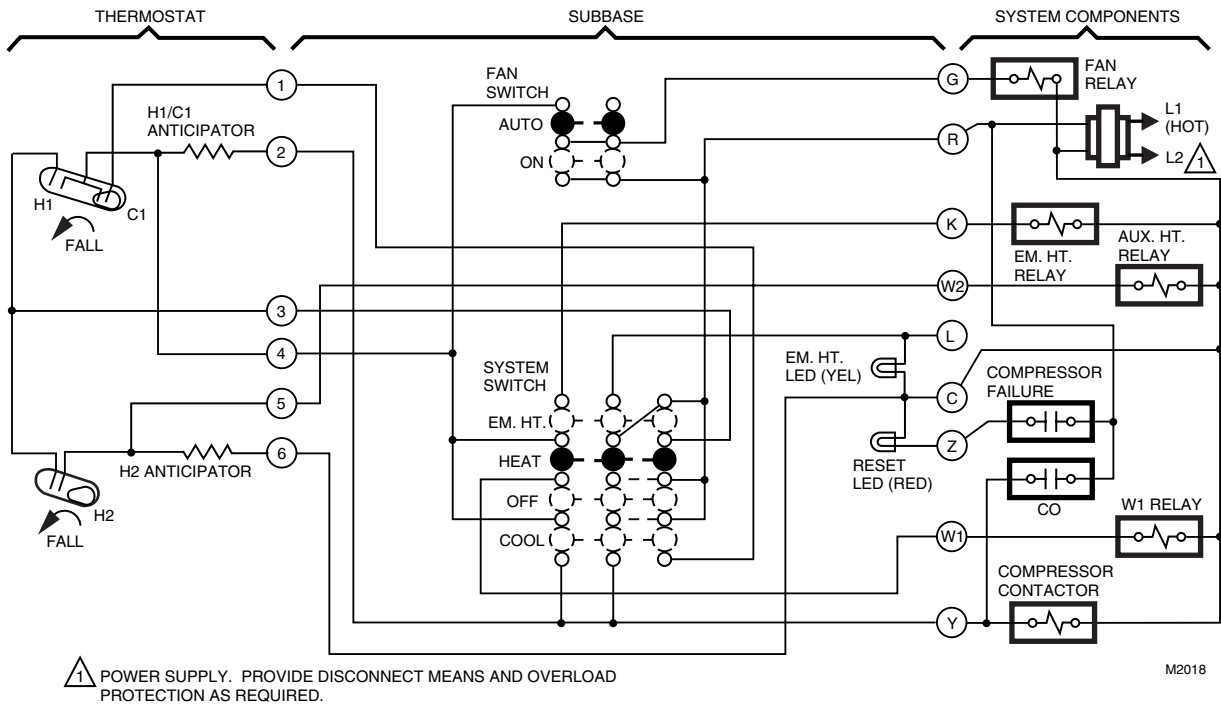 THERMOSTAT
SUBBASE
SYSTEM COMPONENTS
1
H1/C1
ANTICIPATOR
2
H1
C1
FALL
3
4
5
H2 ANTICIPATOR
6
H2
FALL
FAN
SWITCH
AUTO
ON
SYSTEM
SWITCH
EM. HT.
HEAT
OFF
COOL
EM. HT.
LED (YEL)
RESET
LED (RED)
G
R
K
W2
L
C
Z
W1
Y
FAN
RELAY
L1
(HOT)
L2
1
EM. HT.
RELAY
AUX. HT.
RELAY
COMPRESSOR
FAILURE
CO
W1 RELAY
COMPRESSOR
CONTACTOR
1 POWER SUPPLY. PROVIDE DISCONNECT MEANS AND OVERLOAD
PROTECTION AS REQUIRED.
M2018